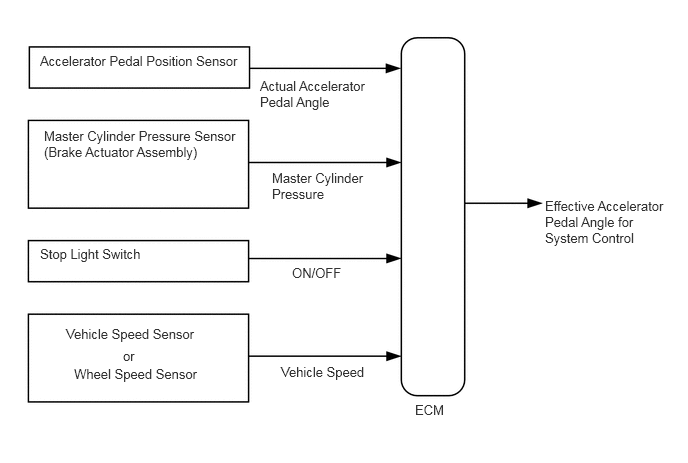 Accelerator Pedal Position Sensor
Actual Accelerator
Pedal Angle
Master Cylinder Pressure Sensor
(Brake Actuator Assembly)
Master Cylinder
Pressure
Stop Light Switch
ON/OFF
Vehicle Speed Sensor
or
Wheel Speed Sensor
Vehicle Speed
ECM
Effective Accelerator
Pedal Angle for
System Control